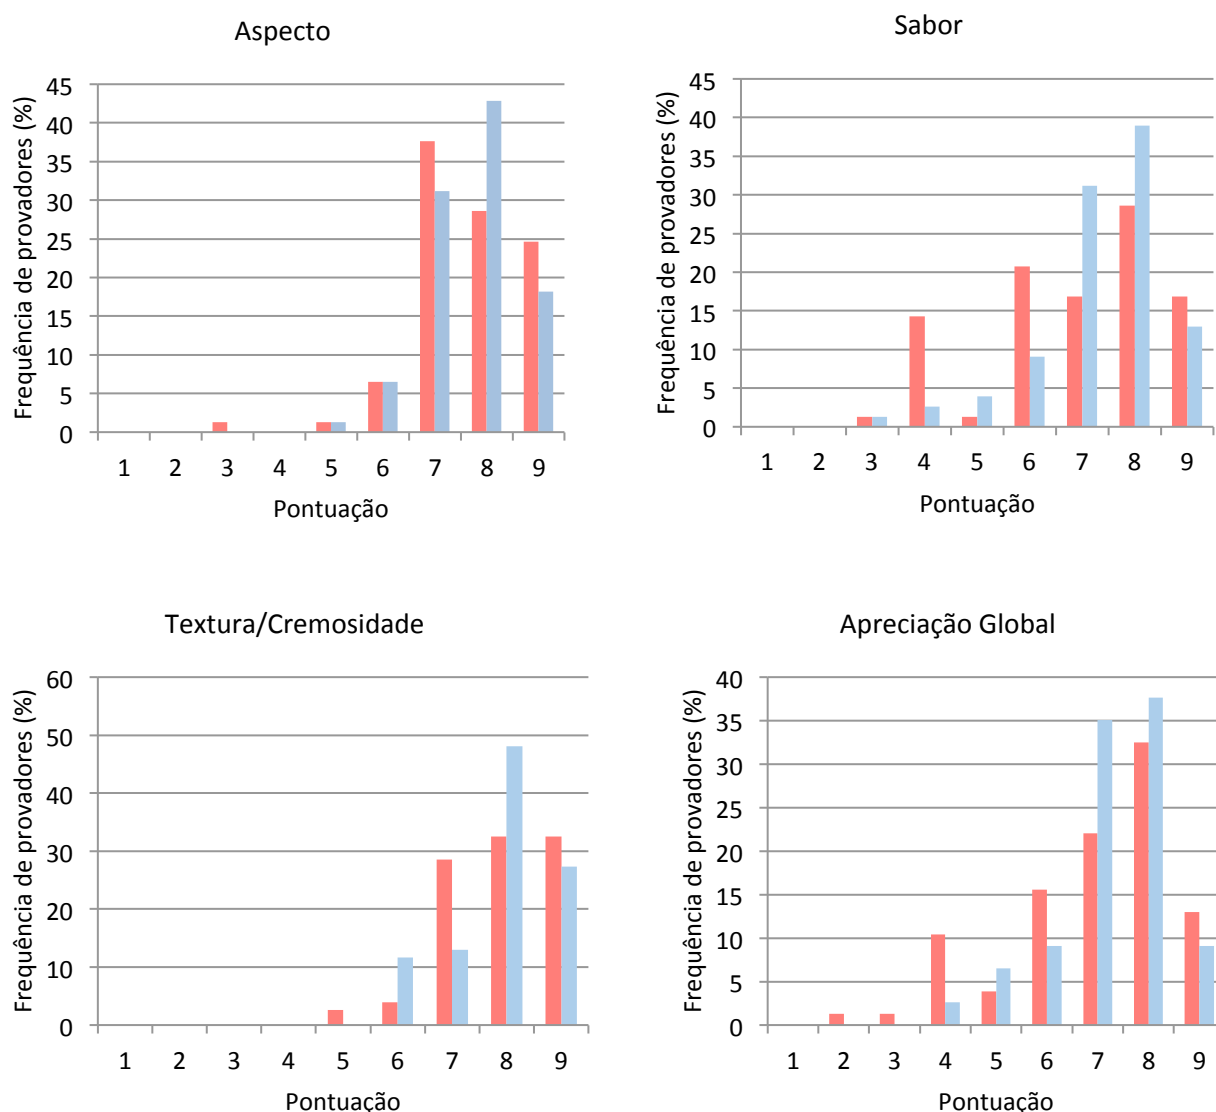 Aspecto
Frequência de provadores (%)
45
40
35
30
25
20
15
10
5
0
1 2 3 4 5 6 7 8 9
Pontuação
Sabor
Frequência de provadores (%)
45
40
35
30
25
20
15
10
5
0
1 2 3 4 5 6 7 8 9
Pontuação
Textura/Cremosidade
Frequência de provadores (%)
60
50
40
30
20
10
0
1 2 3 4 5 6 7 8 9
Pontuação
Apreciação Global
Frequência de provadores (%)
40
35
30
25
20
15
10
5
0
1 2 3 4 5 6 7 8 9
Pontuação